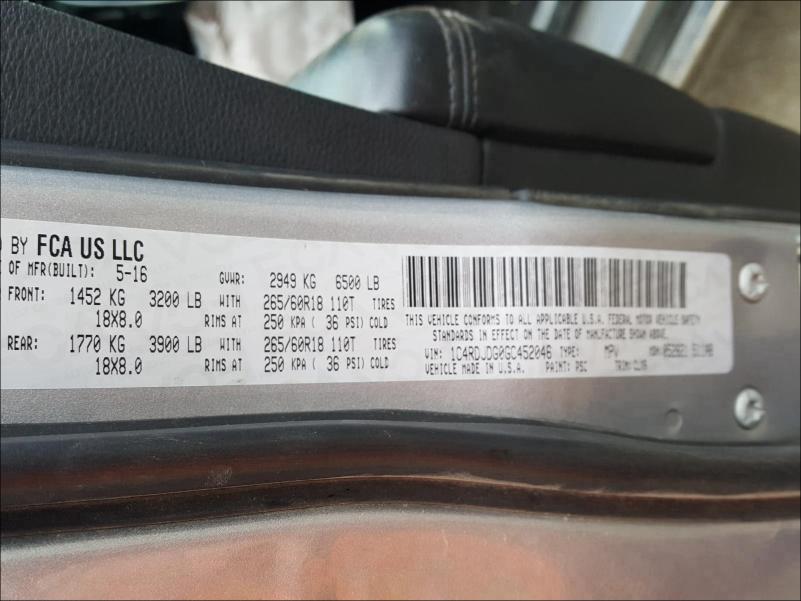 BY FCA US LLC
OF MFR(BUILT): 5-16 GVWR: 2949 KG 6500 LB
FRONT: 1452 KG 3200 LB WITH 265/60R18 110T TIRES
18X8.0 RIMS AT 250 KPA ( 36 PSI) COLD
REAR: 1770 KG 3900 LB WITH 265/60R18 110T TIRES
18X8.0 RIMS AT 250 KPA ( 36 PSI) COLD
THIS VEHICLE CONFORMS TO ALL APPLICABLE U.S.A. FEDERAL MOTOR VEHICLE SAFETY
STANDARDS IN EFFECT ON THE DATE OF MANUFACTURE SHOWN ABOVE.
VIN: 1C4RDJDG0GC452046 TYPE: MPV MDH:
VEHICLE MADE IN U.S.A. PAINT: PSC TRIM: